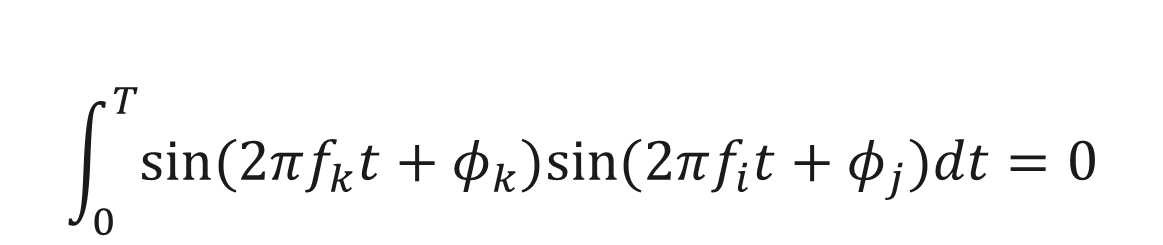 ∫₀ᵀ sin(2πfₖt + ϕₖ)sin(2πfᵢt + ϕⱼ)dt = 0